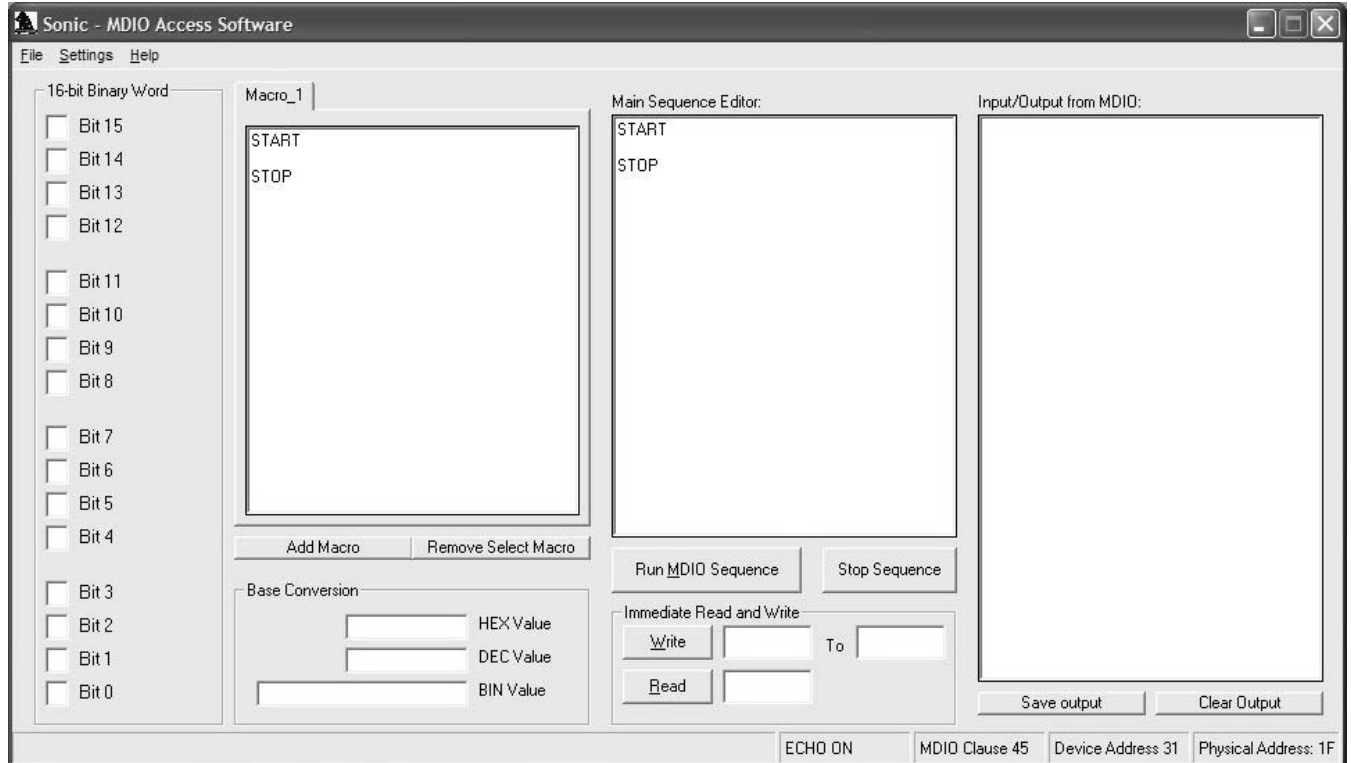 Sonic - MDIO Access Software
File Settings Help
16-bit Binary Word
Bit 15
Bit 14
Bit 13
Bit 12
Bit 11
Bit 10
Bit 9
Bit 8
Bit 7
Bit 6
Bit 5
Bit 4
Bit 3
Bit 2
Bit 1
Bit 0
Macro_1
START
STOP
Add Macro
Remove Select Macro
Base Conversion
HEX Value
DEC Value
BIN Value
Main Sequence Editor:
START
STOP
Run MDIO Sequence
Stop Sequence
Immediate Read and Write
Write To
Read
Input/Output from MDIO:
Save output
Clear Output
ECHO ON
MDIO Clause 45
Device Address 31
Physical Address: 1F